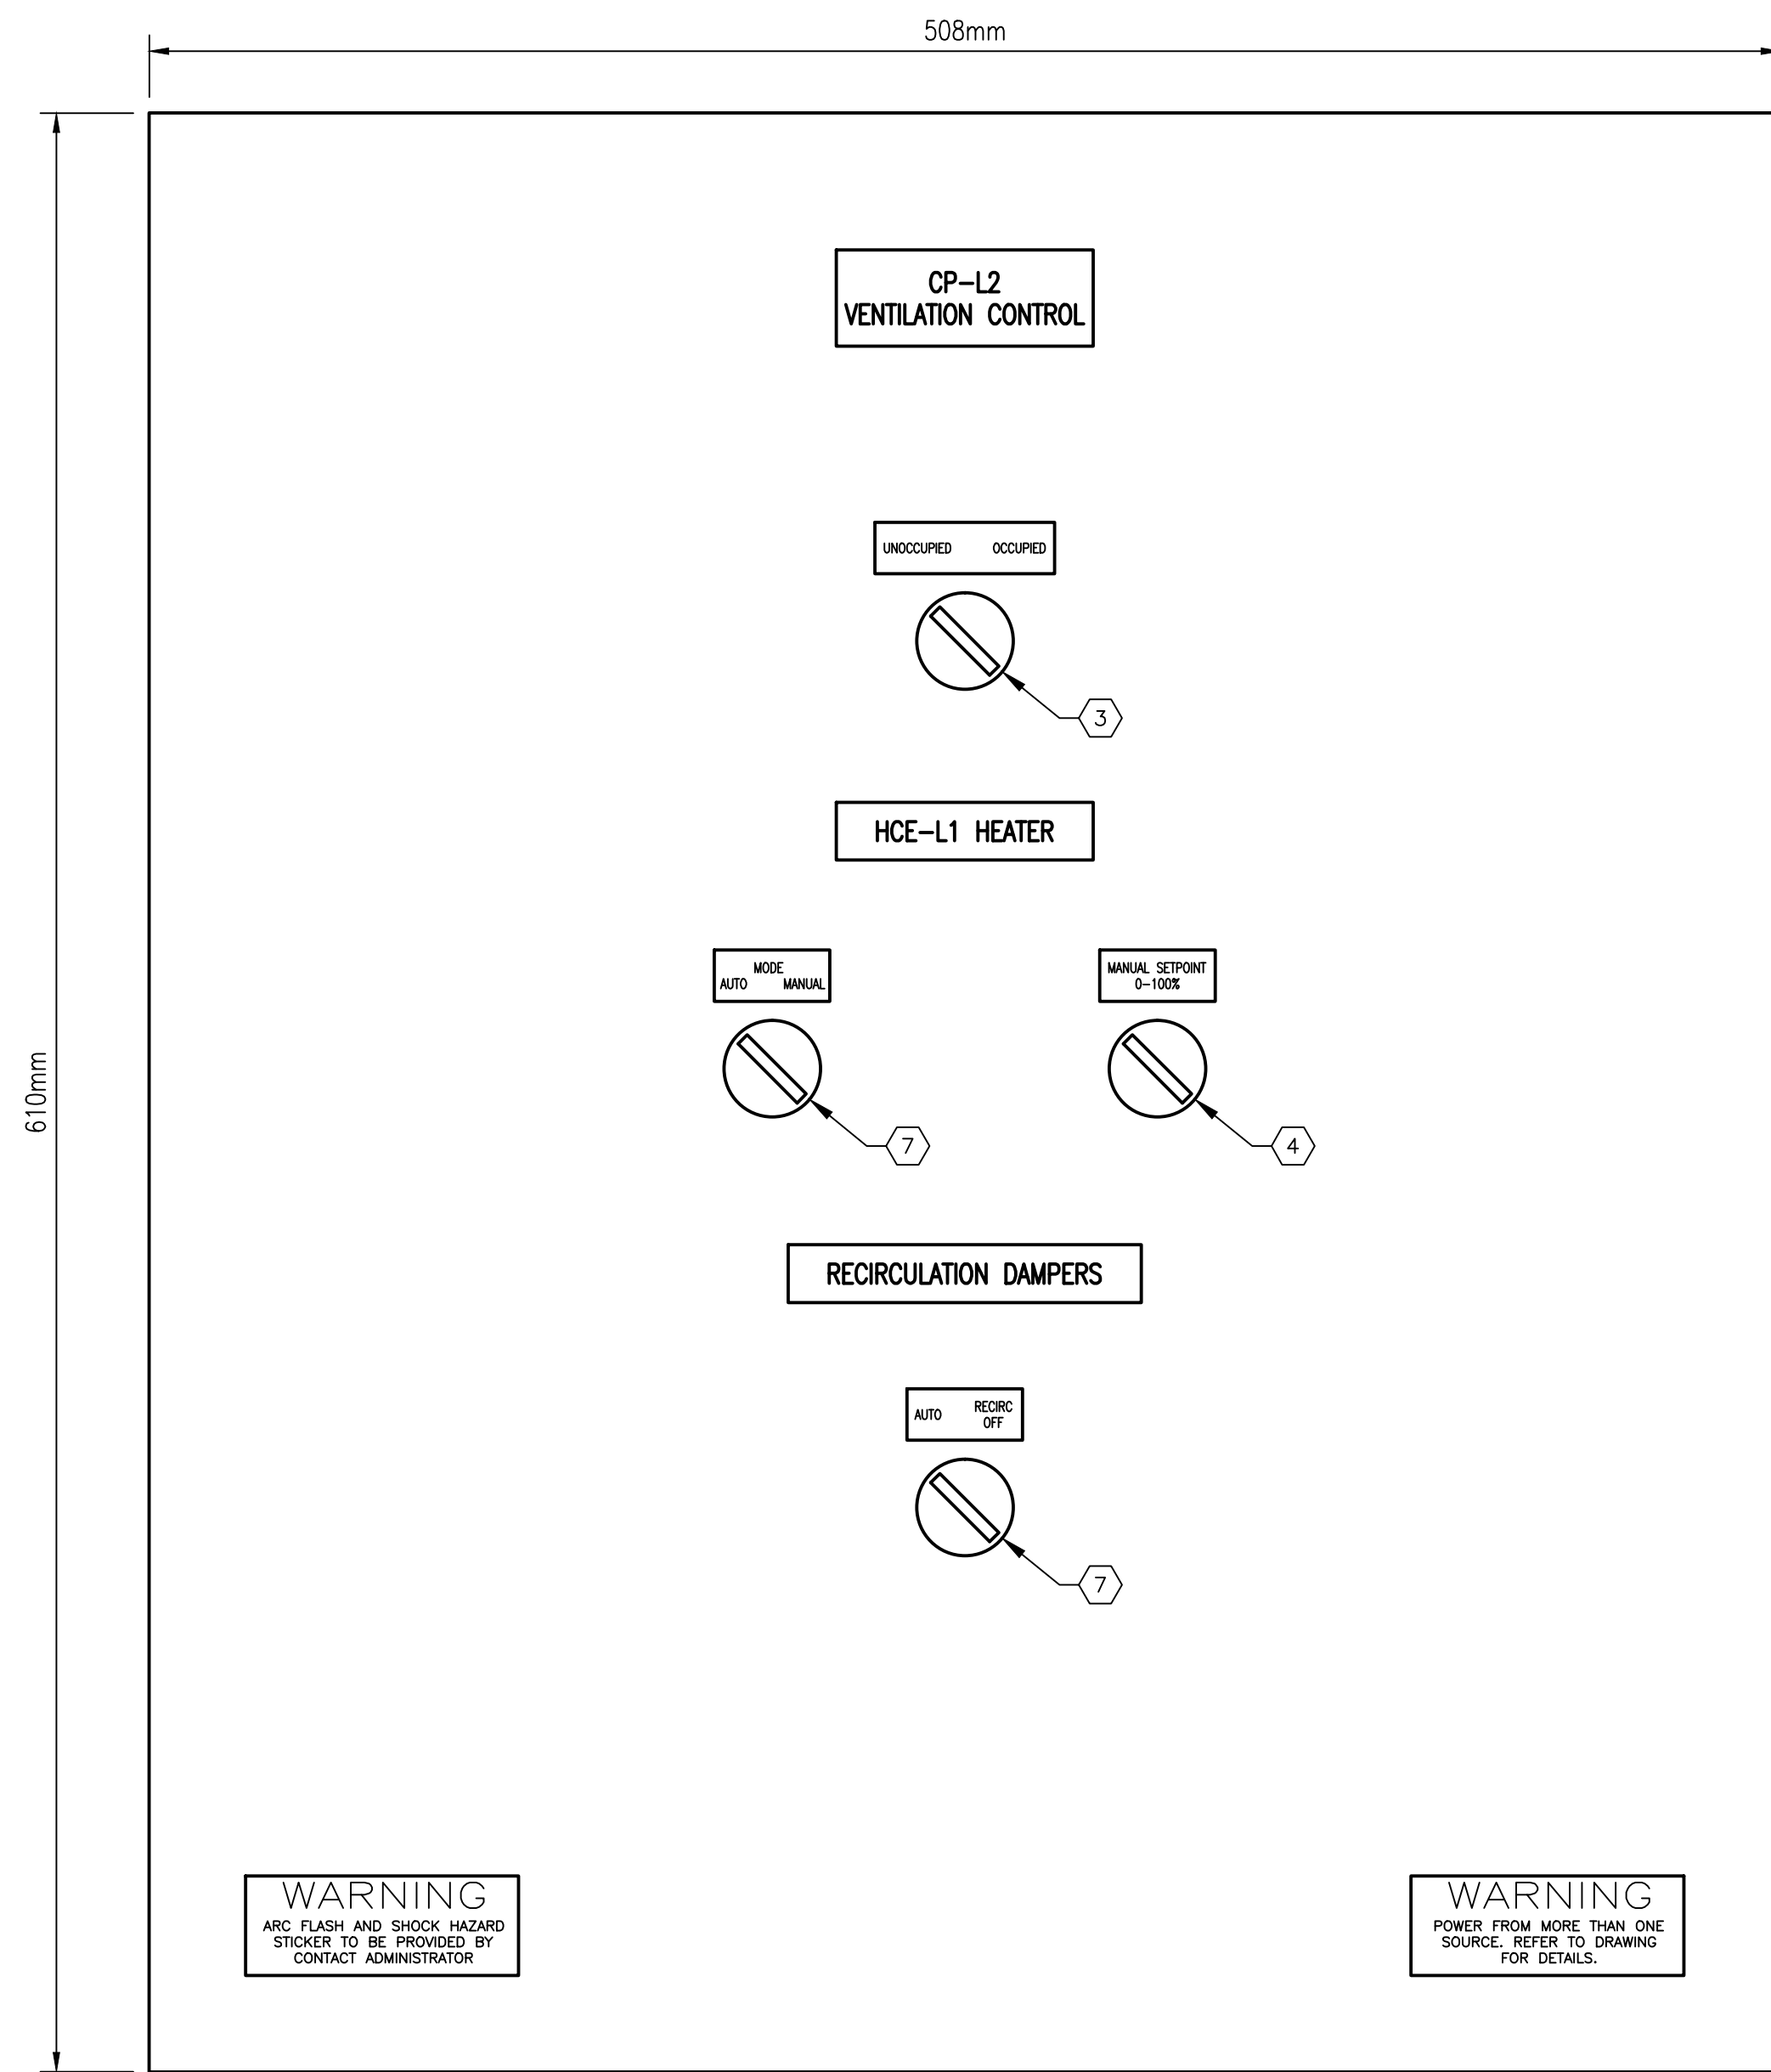 508mm
610mm
CP-L2
VENTILATION CONTROL
UNOCCUPIED OCCUPIED
3
HCE-L1 HEATER
MODE
AUTO MANUAL
MANUAL SETPOINT
0-100%
7
4
RECIRCULATION DAMPERS
AUTO
RECIRC
OFF
7
WARNING
ARC FLASH AND SHOCK HAZARD
STICKER TO BE PROVIDED BY
CONTACT ADMINISTRATOR
WARNING
POWER FROM MORE THAN ONE
SOURCE. REFER TO DRAWING
FOR DETAILS.